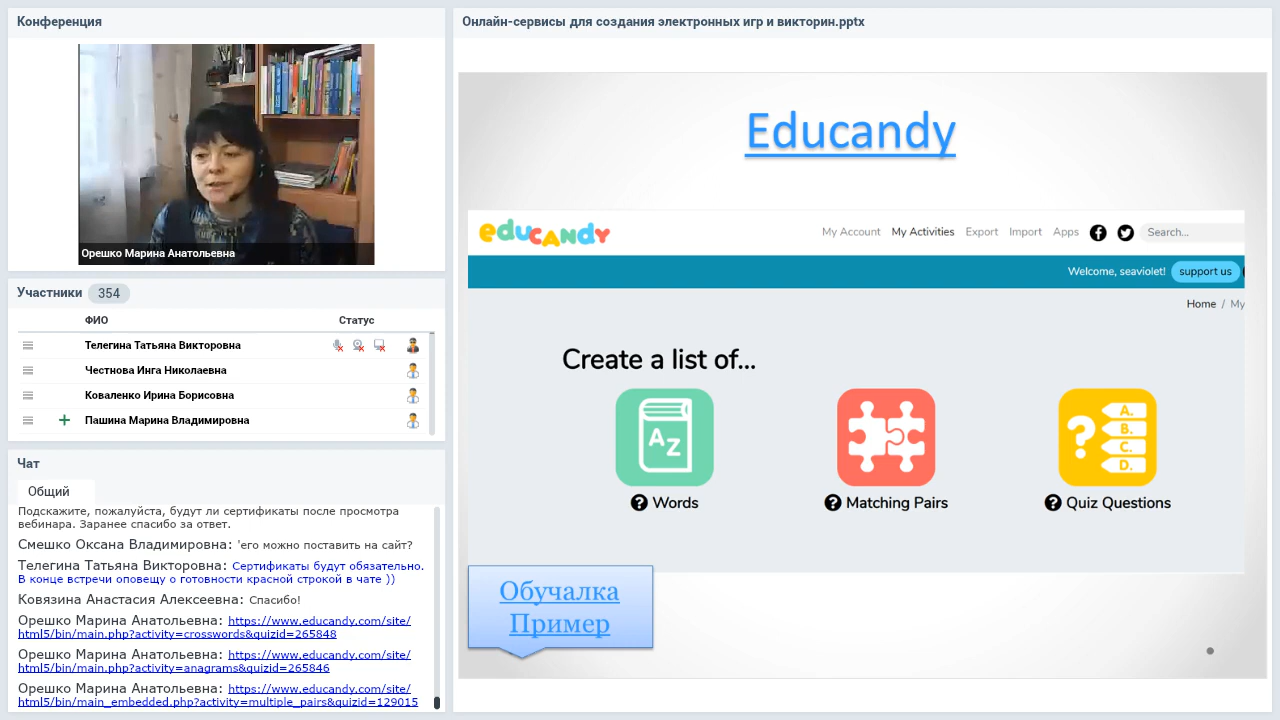 Конференция
Орешко Марина Анатольевна
Участники 354
ФИО Статус
Телегина Татьяна Викторовна
Честнова Инга Николаевна
Коваленко Ирина Борисовна
Пашина Марина Владимировна
Чат
Общий
Подскажите, пожалуйста, будут ли сертификаты после просмотра
вебинара. Заранее спасибо за ответ.
Смешко Оксана Владимировна: 'его можно поставить на сайт?
Телегина Татьяна Викторовна: Сертификаты будут обязательно.
В конце встречи оповещу о готовности красной строкой в чате ))
Ковязина Анастасия Алексеевна: Спасибо!
Орешко Марина Анатольевна: https://www.educandy.com/site/
html5/bin/main.php?activity=crosswords&quizid=265848
Орешко Марина Анатольевна: https://www.educandy.com/site/
html5/bin/main.php?activity=anagrams&quizid=265846
Орешко Марина Анатольевна: https://www.educandy.com/site/
html5/bin/main_embedded.php?activity=multiple_pairs&quizid=129015
Онлайн-сервисы для создания электронных игр и викторин.pptx
Educandy
educandy My Account My Activities Export Import Apps Search...
Welcome, seaviolet! support us
Home / My
Create a list of...
AZ
A.
B.
C.
D.
Words Matching Pairs Quiz Questions
Обучалка
Пример